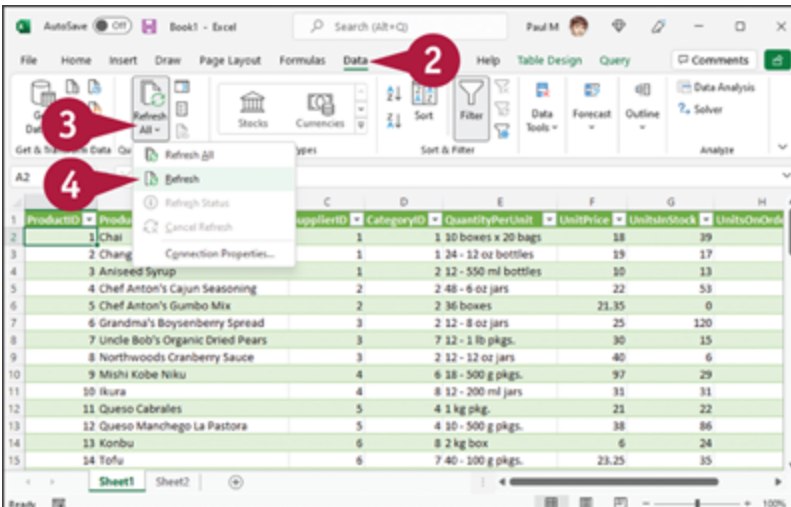 AutoSave Off Book1 - Excel Search (Alt+Q) Paul M
File Home Insert Draw Page Layout Formulas Data 2 Help Table Design Query Comments
3 Refresh All Stocks Currencies Sort Filter Data Tools Forecast Outline Data Analysis Solver
Get & Transform Data Sort & Filter Analyze
Refresh All
A2 4 Refresh
Refresh Status
Cancel Refresh
Connection Properties...
C D E F G H
1 ProductID SupplierID CategoryID QuantityPerUnit UnitPrice UnitsInStock
2 1 Chai 1 1 10 boxes x 20 bags 18 39
3 2 Chang 1 1 24 - 12 oz bottles 19 17
4 3 Aniseed Syrup 1 2 12 - 550 ml bottles 10 13
5 4 Chef Anton's Cajun Seasoning 2 2 48 - 6 oz jars 22 53
6 5 Chef Anton's Gumbo Mix 2 2 36 boxes 21.35 0
7 6 Grandma's Boysenberry Spread 3 2 12 - 8 oz jars 25 120
8 7 Uncle Bob's Organic Dried Pears 3 7 12 - 1 lb pkgs. 30 15
9 8 Northwoods Cranberry Sauce 3 2 12 - 12 oz jars 40 6
10 9 Mishi Kobe Niku 4 6 18 - 500 g pkgs. 97 29
11 10 Ikura 4 8 12 - 200 ml jars 31 31
12 11 Queso Cabrales 5 4 1 kg pkg. 21 22
13 12 Queso Manchego La Pastora 5 4 10 - 500 g pkgs. 38 86
14 13 Konbu 6 8 2 kg box 6 24
15 14 Tofu 6 7 40 - 100 g pkgs. 23.25 35
Sheet1 Sheet2
Ready 100%